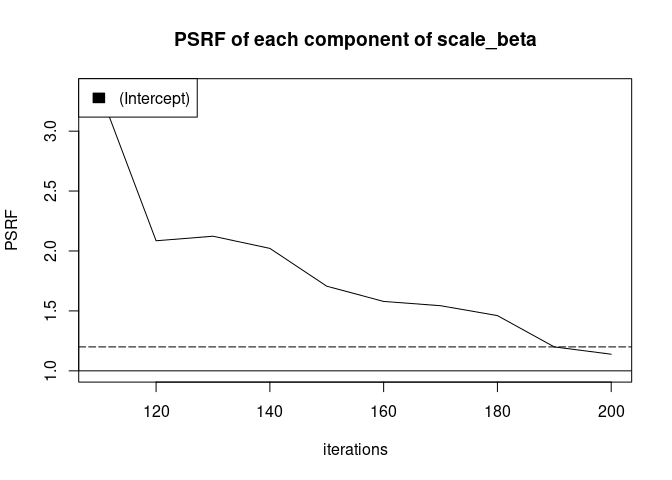 PSRF of each component of scale_beta
(Intercept)
PSRF
3.0
2.5
2.0
1.5
1.0
120 140 160 180 200
iterations